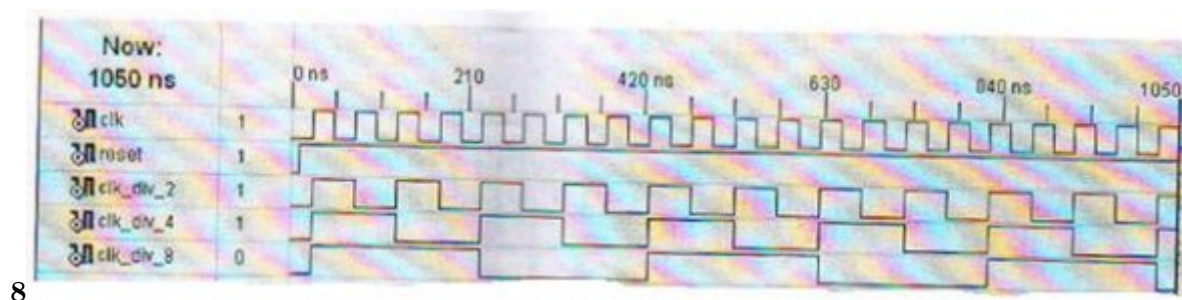 Now:
1050 ns
0 ns 210 420 ns 630 840 ns 1050
clk 1
reset 1
clk_div_2 1
clk_div_4 1
clk_div_8 0
8